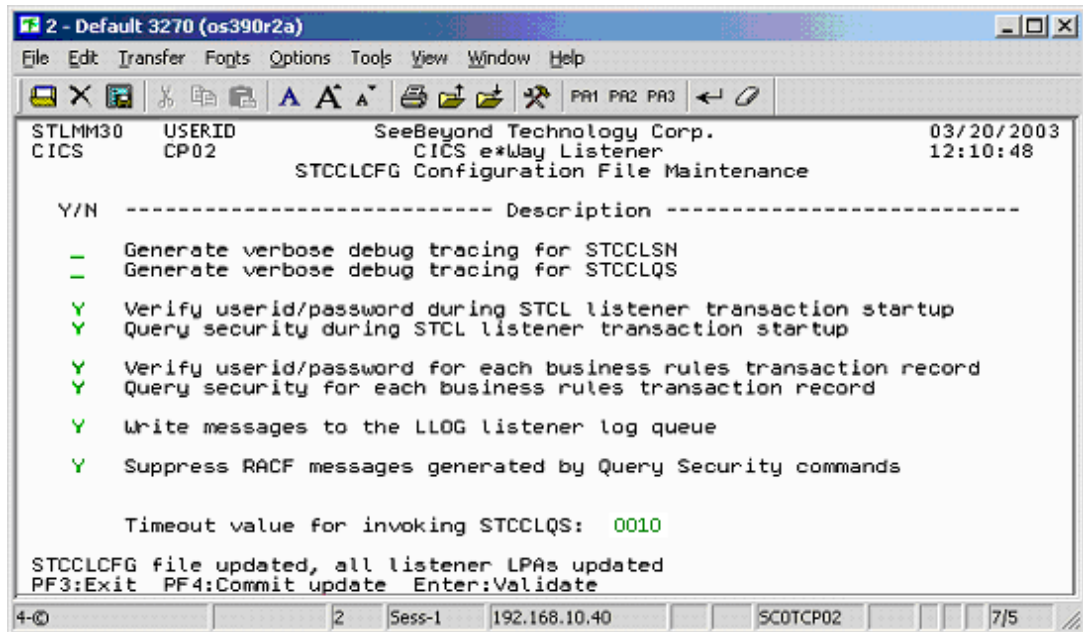 2 - Default 3270 (os390r2a)
File Edit Transfer Fonts Options Tools View Window Help
PA1 PA2 PA3
STLMM30 USERID SeeBeyond Technology Corp. 03/20/2003
CICS CP02 CICS e*Way Listener 12:10:48
STCCLCFG Configuration File Maintenance
Y/N ---------------------------- Description ---------------------------
_ Generate verbose debug tracing for STCCLSN
_ Generate verbose debug tracing for STCCLQS
Y Verify userid/password during STCL listener transaction startup
Y Query security during STCL listener transaction startup
Y Verify userid/password for each business rules transaction record
Y Query security for each business rules transaction record
Y Write messages to the LLOG listener log queue
Y Suppress RACF messages generated by Query Security commands
Timeout value for invoking STCCLQS: 0010
STCCLCFG file updated, all listener LPAs updated
PF3:Exit PF4:Commit update Enter:Validate
4-© 2 Sess-1 192.168.10.40 SCOTCP02 7/5